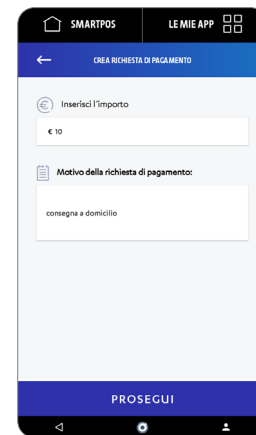 SMARTPOS LE MIE APP
CREA RICHIESTA DI PAGAMENTO
Inserisci l'importo
€ 10
Motivo della richiesta di pagamento:
consegna a domicilio
PROSEGUI